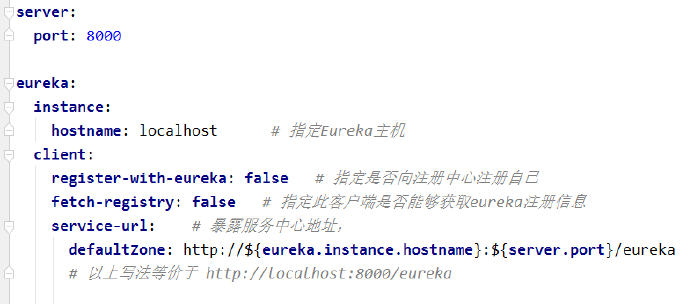 server:
port: 8000
eureka:
instance:
hostname: localhost # 指定Eureka主机
client:
register-with-eureka: false # 指定是否向注册中心注册自己
fetch-registry: false # 指定此客户端是否能够获取eureka注册信息
service-url: # 暴露服务中心地址,
defaultZone: http://${eureka.instance.hostname}:${server.port}/eureka
# 以上写法等价于 http://localhost:8000/eureka